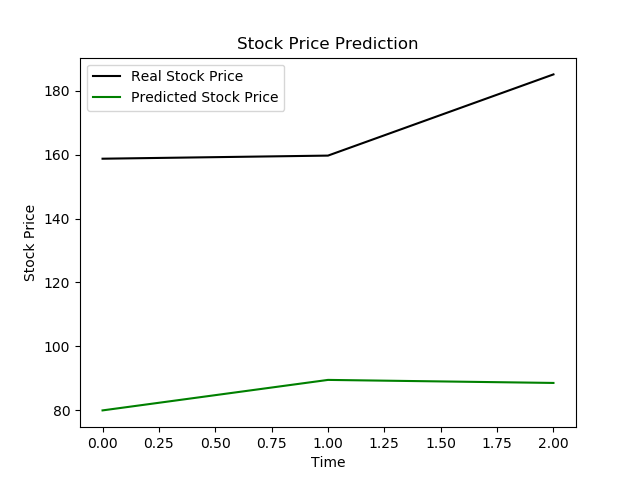 Stock Price Prediction
Real Stock Price
Predicted Stock Price
Stock Price
180
160
140
120
100
80
0.00 0.25 0.50 0.75 1.00 1.25 1.50 1.75 2.00
Time